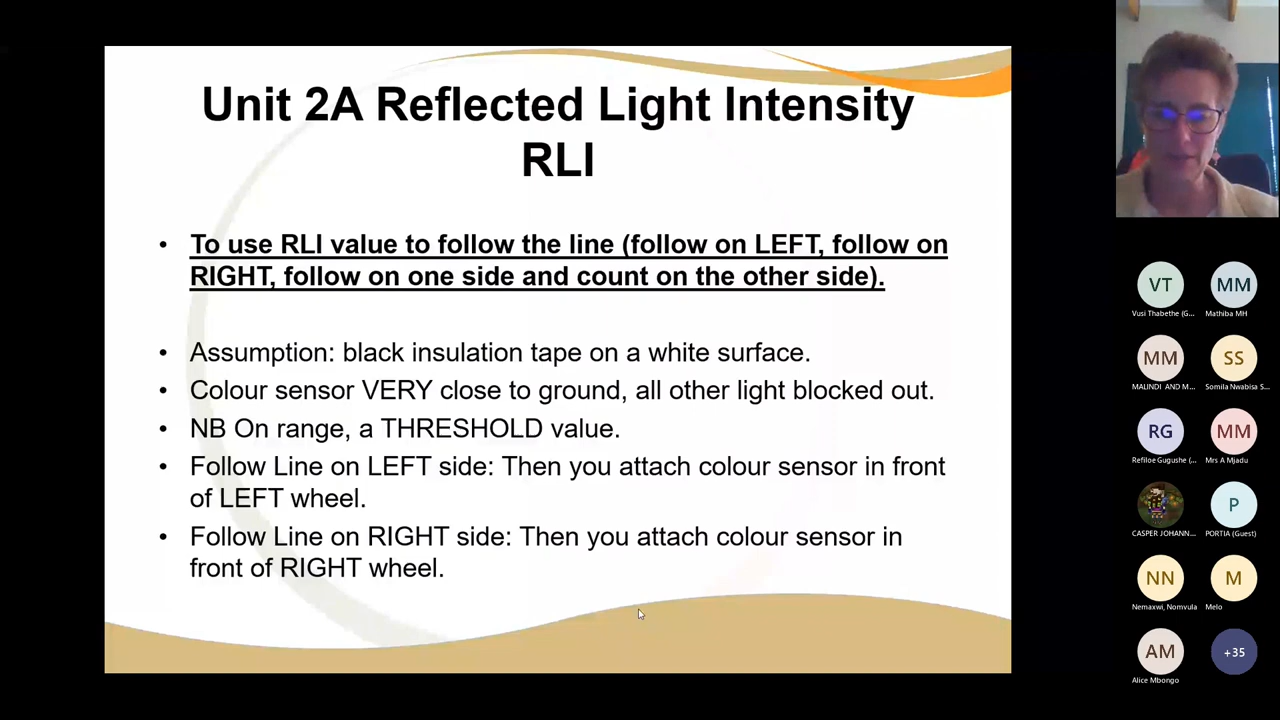 Unit 2A Reflected Light Intensity
RLI
• To use RLI value to follow the line (follow on LEFT, follow on
RIGHT, follow on one side and count on the other side).
• Assumption: black insulation tape on a white surface.
• Colour sensor VERY close to ground, all other light blocked out.
• NB On range, a THRESHOLD value.
• Follow Line on LEFT side: Then you attach colour sensor in front
of LEFT wheel.
• Follow Line on RIGHT side: Then you attach colour sensor in
front of RIGHT wheel.
VT MM
Vusi Thabethe (G... Mathiba MH
MM SS
MALINDI AND M... Somila Nwabisa S...
RG MM
Refiloe Gugushe (... Mrs A Mjadu
P
CASPER JOHANN... PORTIA (Guest)
NN M
Nemaxwi, Nomvula Melo
AM +35
Alice Mbongo